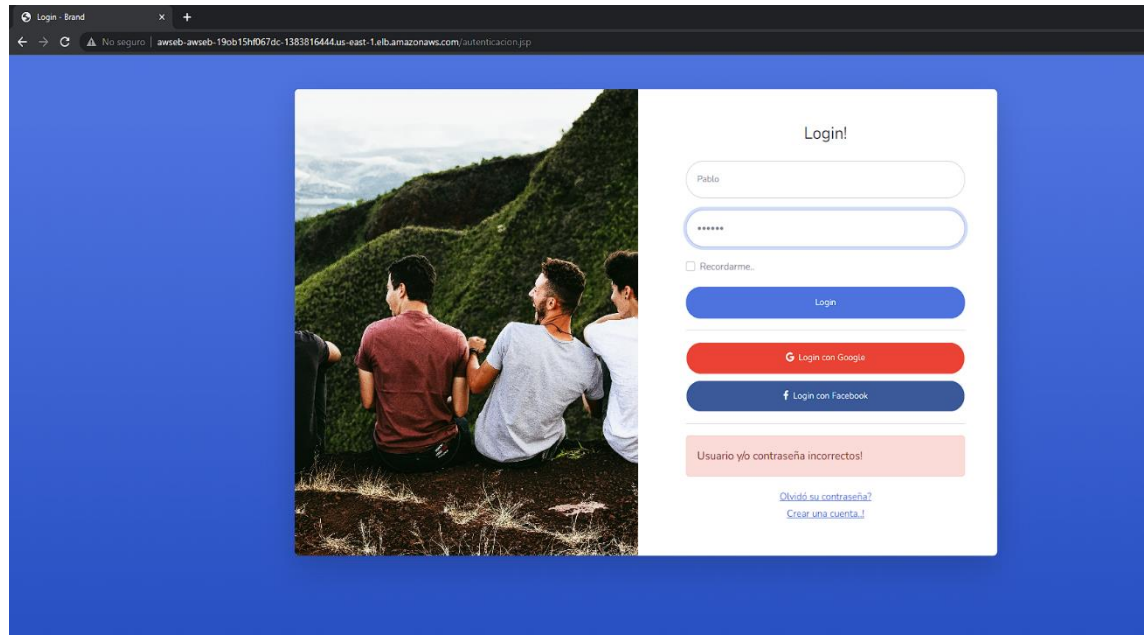 Login - Brand
No seguro | awseb-awseb-19ob15hf067dc-1383816444.us-east-1.elb.amazonaws.com/autenticacion.jsp
Login!
Pablo
••••••
Recordarme..
Login
Login con Google
Login con Facebook
Usuario y/o contraseña incorrectos!
Olvidó su contraseña?
Crear una cuenta..!